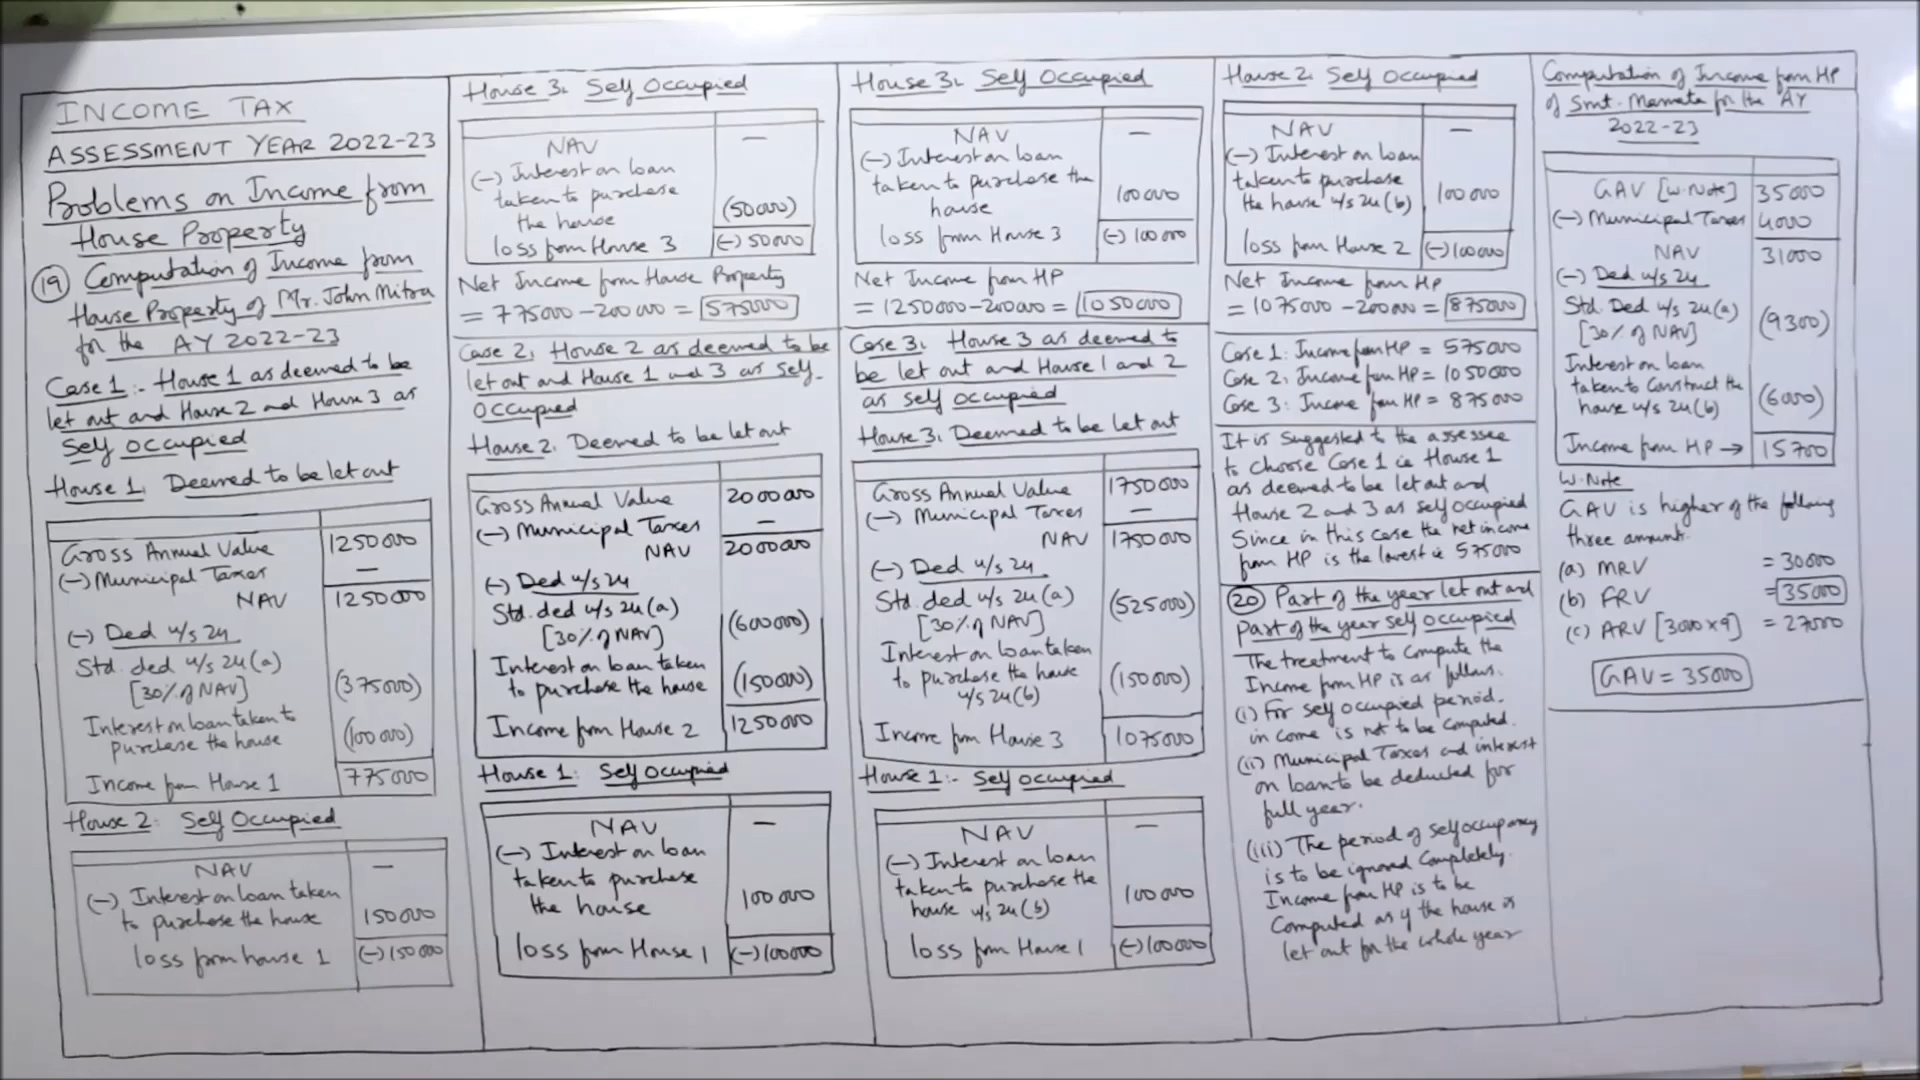 INCOME TAX
ASSESSMENT YEAR 2022-23
Problems on Income from
House Property
(19) Computation of Income from
House Property of Mr. John Mitra
for the AY 2022-23
Case 1:- House 1 as deemed to be
let out and House 2 and House 3 as
Self occupied
House 1: Deemed to be let out
Gross Annual Value 1250000
(-) Municipal Taxes —
NAV 1250000
(-) Ded u/s 24
Std. ded u/s 24(a)
[30% of NAV] (375000)
Interest on loan taken to
purchase the house (100000)
Income from House 1 775000
House 2: Self Occupied
NAV —
(-) Interest on loan taken
to purchase the house 150000
loss from house 1 (-)150000
House 3: Self Occupied
NAV —
(-) Interest on loan
taken to purchase
the house (50000)
loss from House 3 (-) 50000
Net Income from House Property
= 775000 - 200000 = 575000
Case 2: House 2 as deemed to be
let out and House 1 and 3 as Self
occupied
House 2: Deemed to be let out
Gross Annual Value 2000000
(-) Municipal Taxes —
NAV 2000000
(-) Ded u/s 24
Std. ded u/s 24(a)
[30% of NAV] (600000)
Interest on loan taken
to purchase the house (150000)
Income from House 2 1250000
House 1: Self occupied
NAV —
(-) Interest on loan
taken to purchase
the house 100000
loss from House 1 (-)100000
House 3: Self Occupied
NAV —
(-) Interest on loan
taken to purchase the
house 100000
loss from House 3 (-) 100000
Net Income from HP
= 1250000 - 200000 = 1050000
Case 3: House 3 as deemed to
be let out and House 1 and 2
as self occupied
House 3: Deemed to be let out
Gross Annual Value 1750000
(-) Municipal Taxes —
NAV 1750000
(-) Ded u/s 24
Std. ded u/s 24(a)
[30% of NAV] (525000)
Interest on loan taken
to purchase the house
u/s 24(b) (150000)
Income from House 3 1075000
House 1:- Self occupied
NAV —
(-) Interest on loan
taken to purchase the
house u/s 24(b) 100000
loss from House 1 (-)100000
House 2: Self Occupied
NAV —
(-) Interest on loan
taken to purchase
the house u/s 24(b) 100000
loss from House 2 (-)100000
Net Income from HP
= 1075000 - 200000 = 875000
Case 1: Income from HP = 575000
Case 2: Income from HP = 1050000
Case 3: Income from HP = 875000
It is suggested to the assessee
to choose Case 1 ie House 1
as deemed to be let out and
House 2 and 3 as self occupied
Since in this case the net income
from HP is the lowest ie 575000
(20) Part of the year let out and
part of the year self occupied
The treatment to compute the
Income from HP is as follows.
(i) For self occupied period,
income is not to be computed.
(ii) Municipal Taxes and interest
on loan to be deducted for
full year.
(iii) The period of self occupancy
is to be ignored completely.
Income from HP is to be
computed as if the house is
let out for the whole year
Computation of Income from HP
of Smt. Mamata for the AY
2022-23
GAV [W.Note] 35000
(-) Municipal Taxes 4000
NAV 31000
(-) Ded u/s 24
Std. Ded u/s 24(a)
[30% of NAV] (9300)
Interest on loan
taken to Construct the
house u/s 24(b) (6000)
Income from HP → 15700
W.Note
GAV is higher of the following
three amount.
(a) MRV = 30000
(b) FRV = 35000
(c) ARV [3000×9] = 27000
GAV = 35000